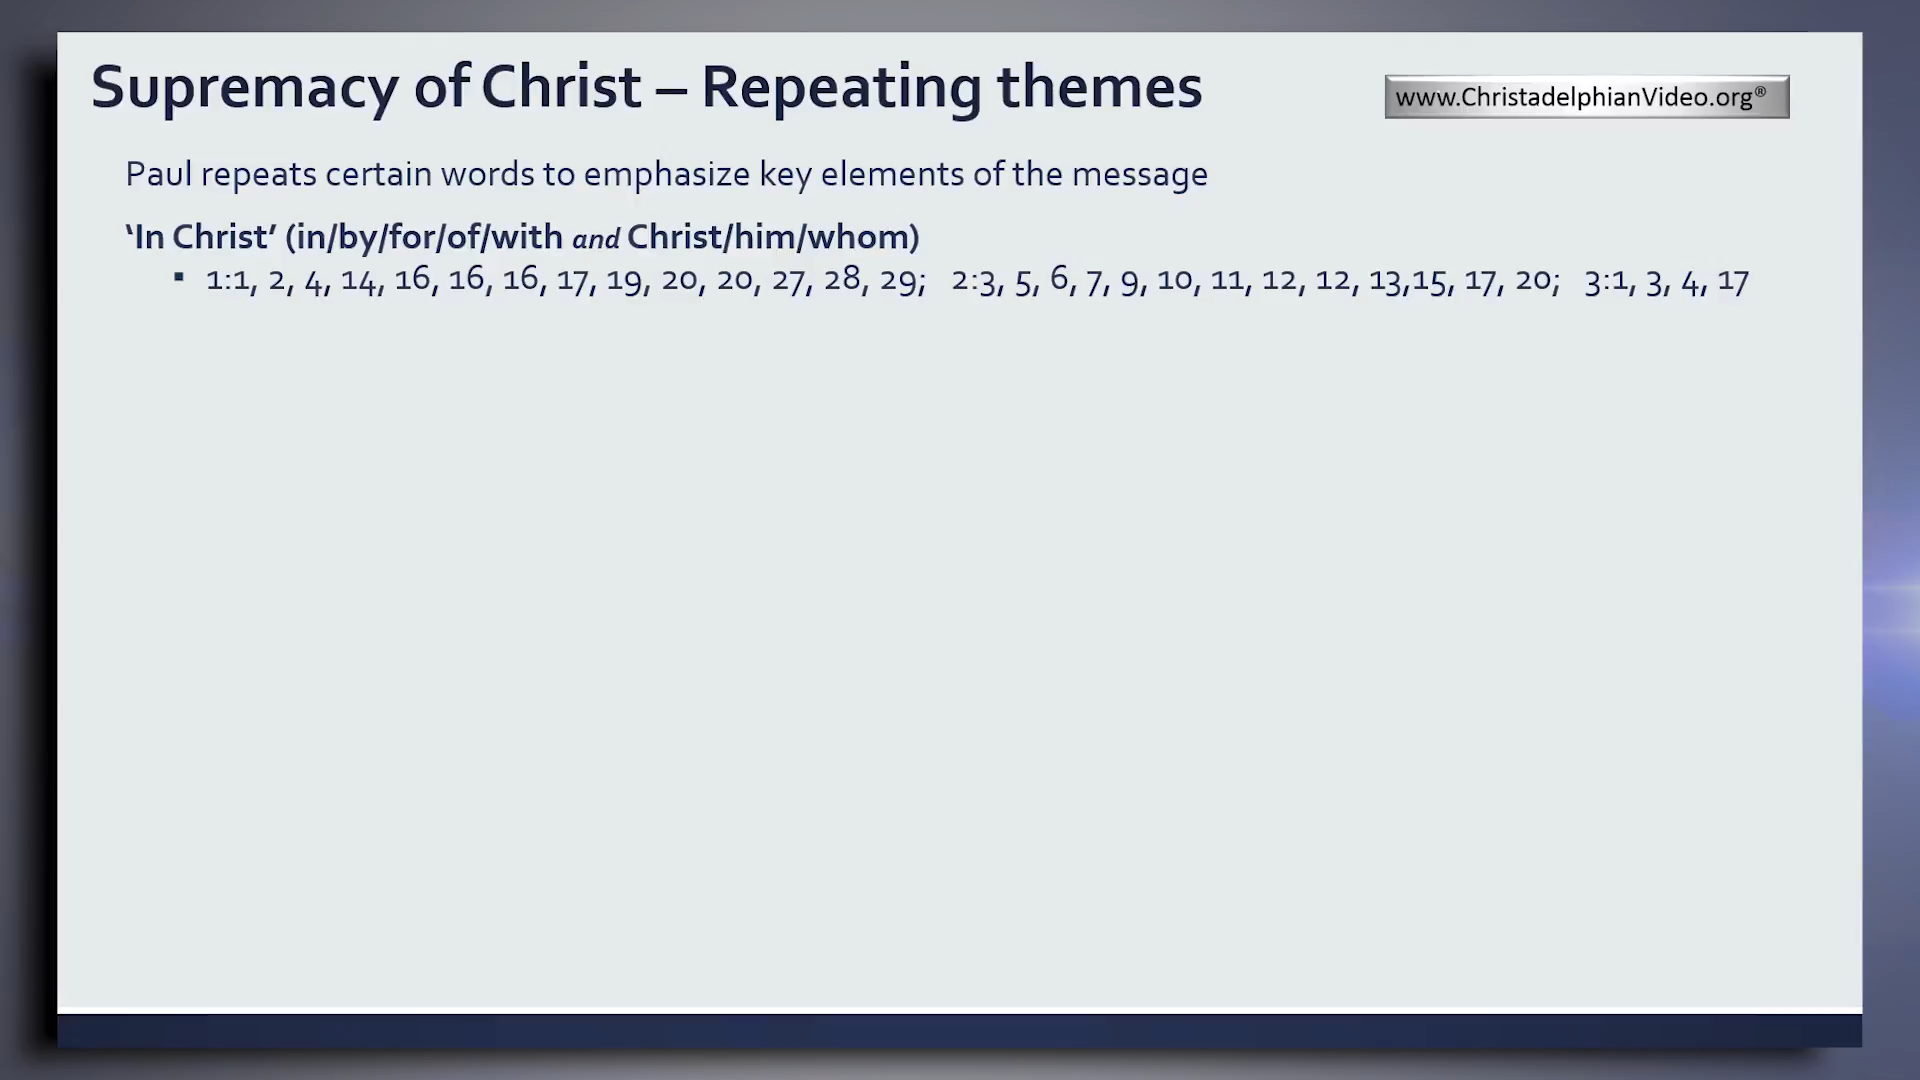 Supremacy of Christ – Repeating themes
www.ChristadelphianVideo.org®
Paul repeats certain words to emphasize key elements of the message
‘In Christ’ (in/by/for/of/with and Christ/him/whom)
▪ 1:1, 2, 4, 14, 16, 16, 16, 17, 19, 20, 20, 27, 28, 29; 2:3, 5, 6, 7, 9, 10, 11, 12, 12, 13,15, 17, 20; 3:1, 3, 4, 17